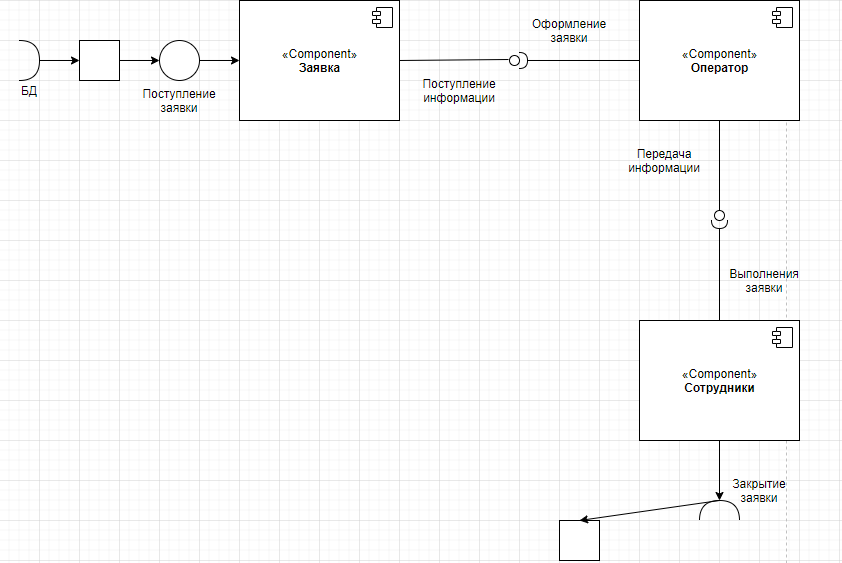 БД
Поступление
заявки
«Component»
Заявка
Поступление
информации
Оформление
заявки
«Component»
Оператор
Передача
информации
Выполнения
заявки
«Component»
Сотрудники
Закрытие
заявки